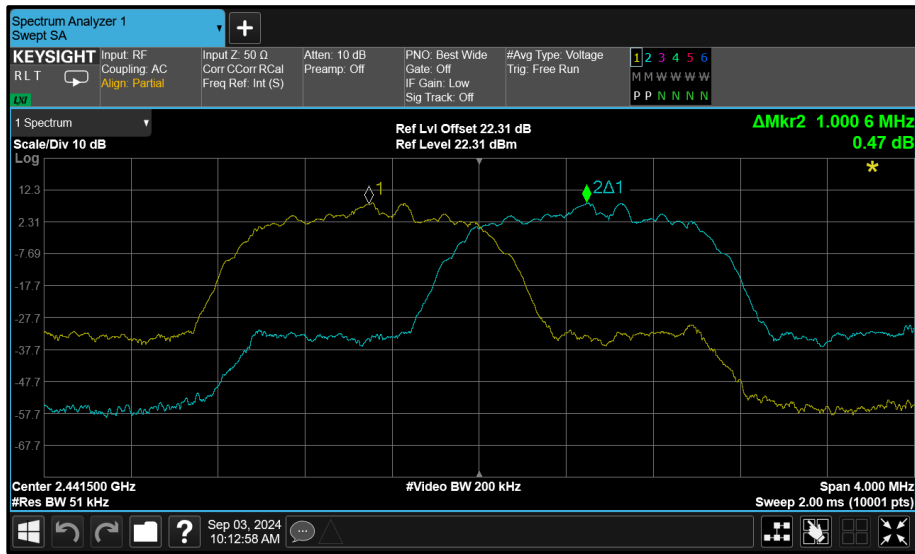 Spectrum Analyzer 1
Swept SA
KEYSIGHT
RLT
LXI
Input: RF
Coupling: AC
Align: Partial
Input Z: 50 Ω
Corr CCorr RCal
Freq Ref: Int (S)
Atten: 10 dB
Preamp: Off
PNO: Best Wide
Gate: Off
IF Gain: Low
Sig Track: Off
#Avg Type: Voltage
Trig: Free Run
1 2 3 4 5 6
M M W W W W
P P N N N N
1 Spectrum
Scale/Div 10 dB
Ref Lvl Offset 22.31 dB
Ref Level 22.31 dBm
ΔMkr2 1.000 6 MHz
0.47 dB
Log
12.3
2.31
-7.69
-17.7
-27.7
-37.7
-47.7
-57.7
-67.7
1
2Δ1
Center 2.441500 GHz
#Video BW 200 kHz
Span 4.000 MHz
#Res BW 51 kHz
Sweep 2.00 ms (10001 pts)
?
Sep 03, 2024
10:12:58 AM